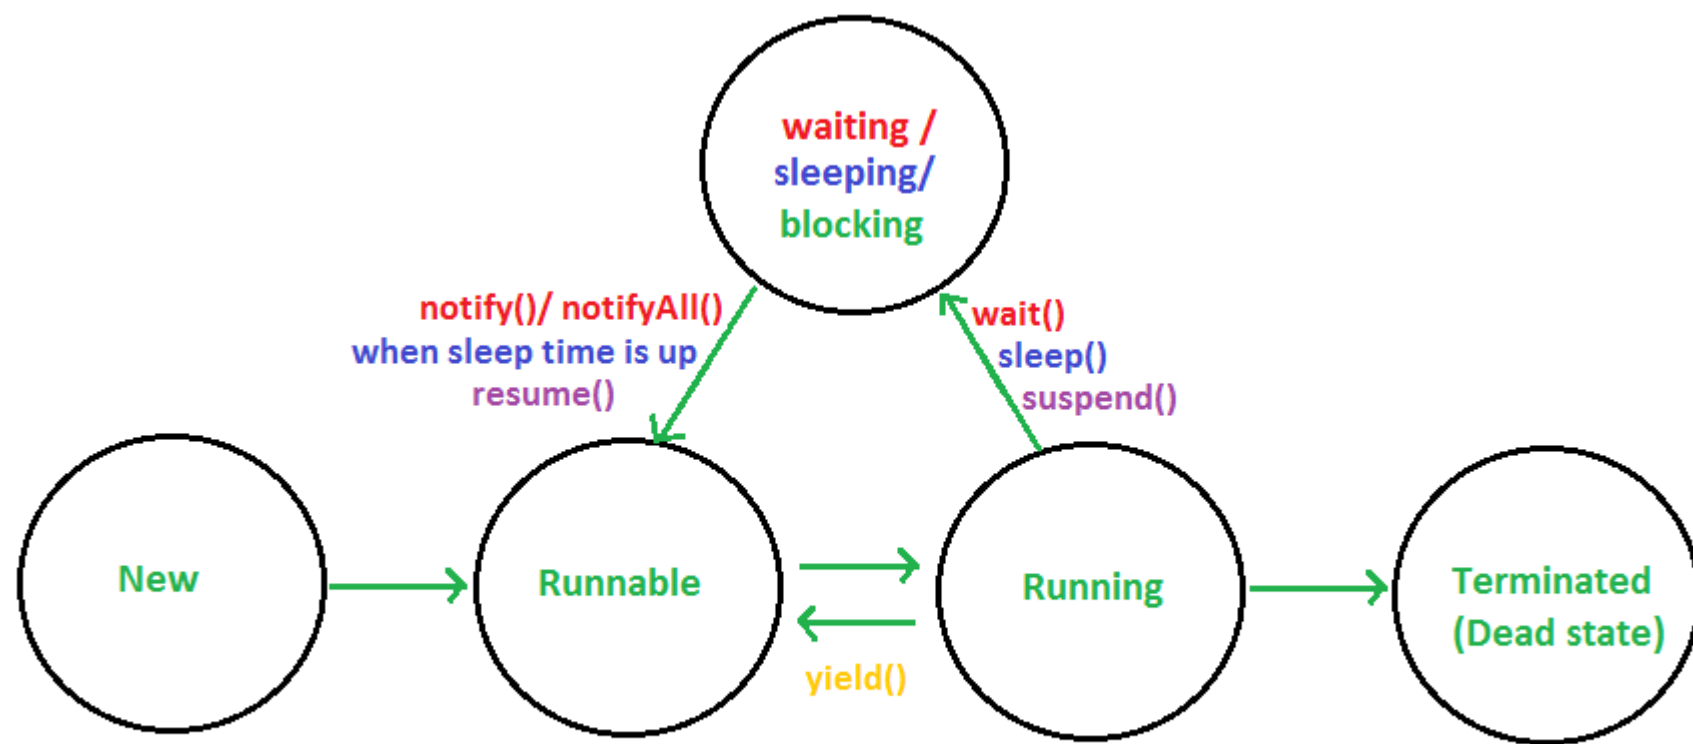 waiting /
sleeping/
blocking
notify()/ notifyAll()
when sleep time is up
resume()
wait()
sleep()
suspend()
New
Runnable
Running
Terminated
(Dead state)
yield()